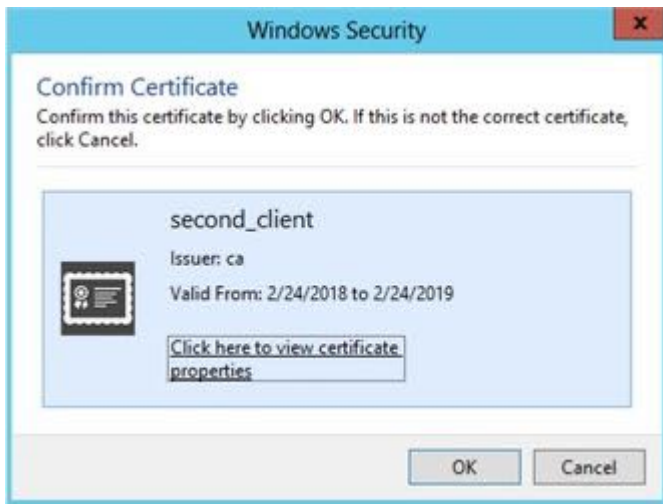 Windows Security
x
Confirm Certificate
Confirm this certificate by clicking OK. If this is not the correct certificate,
click Cancel.
second_client
Issuer: ca
Valid From: 2/24/2018 to 2/24/2019
Click here to view certificate
properties
OK
Cancel